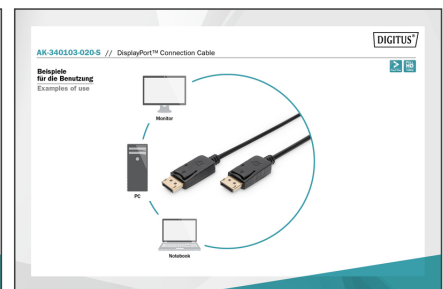 DIGITUS®
AK-340103-020-S // DisplayPort™ Connection Cable
Beispiele
für die Benutzung
Examples of use
Monitor
PC
Notebook